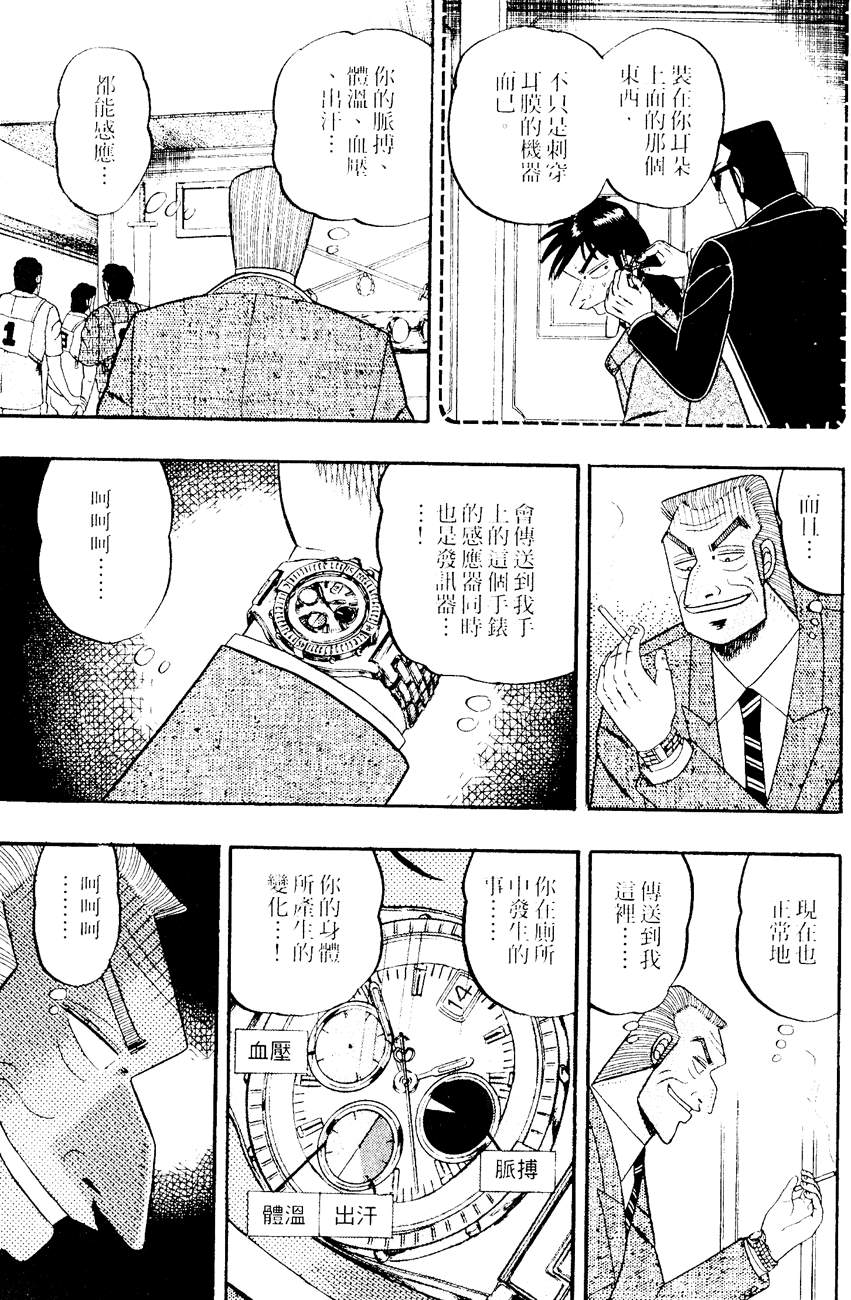 裝在你耳朵
上面的那個
東西．
不只是刺穿
耳膜的機器
而已。
你的脈搏、
體溫、血壓
、出汗…
都能感應…
1
而且…
會傳送到我手
上的這個手錶
的感應器同時
也是發訊器…
…！
呵呵呵……
現在也
正常地
傳送到我
這裡……
你在廁所
中發生的
事……
你的身體
所產生的
變化…！
14
血壓
脈搏
體溫
出汗
呵呵呵
………